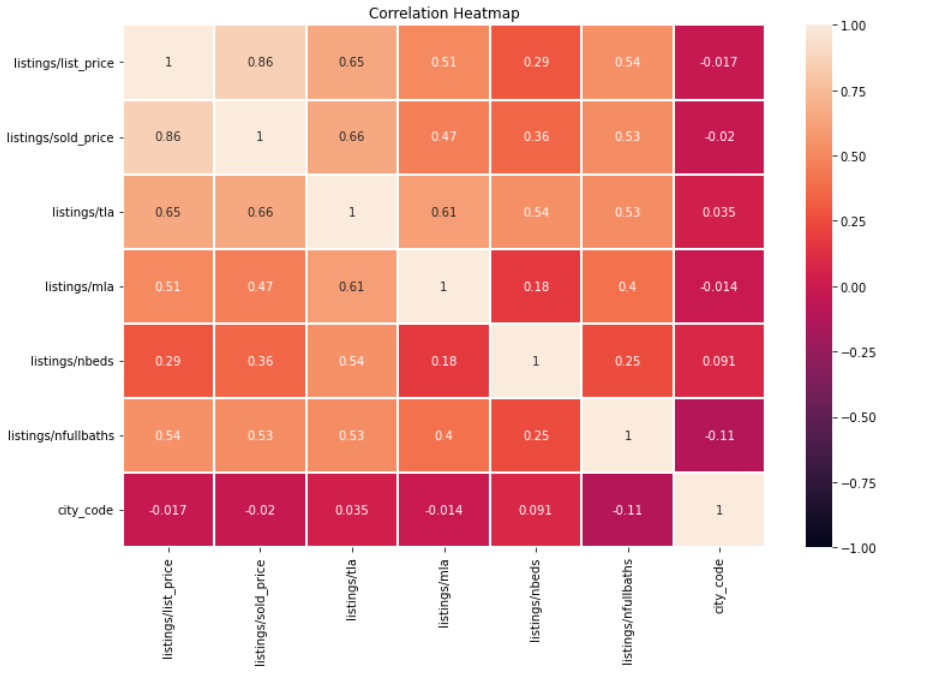 Correlation Heatmap
listings/list_price 1 0.86 0.65 0.51 0.29 0.54 -0.017
listings/sold_price 0.86 1 0.66 0.47 0.36 0.53 -0.02
listings/tla 0.65 0.66 1 0.61 0.54 0.53 0.035
listings/mla 0.51 0.47 0.61 1 0.18 0.4 -0.014
listings/nbeds 0.29 0.36 0.54 0.18 1 0.25 0.091
listings/nfullbaths 0.54 0.53 0.53 0.4 0.25 1 -0.11
city_code -0.017 -0.02 0.035 -0.014 0.091 -0.11 1
listings/list_price
listings/sold_price
listings/tla
listings/mla
listings/nbeds
listings/nfullbaths
city_code
1.00
0.75
0.50
0.25
0.00
−0.25
−0.50
−0.75
−1.00